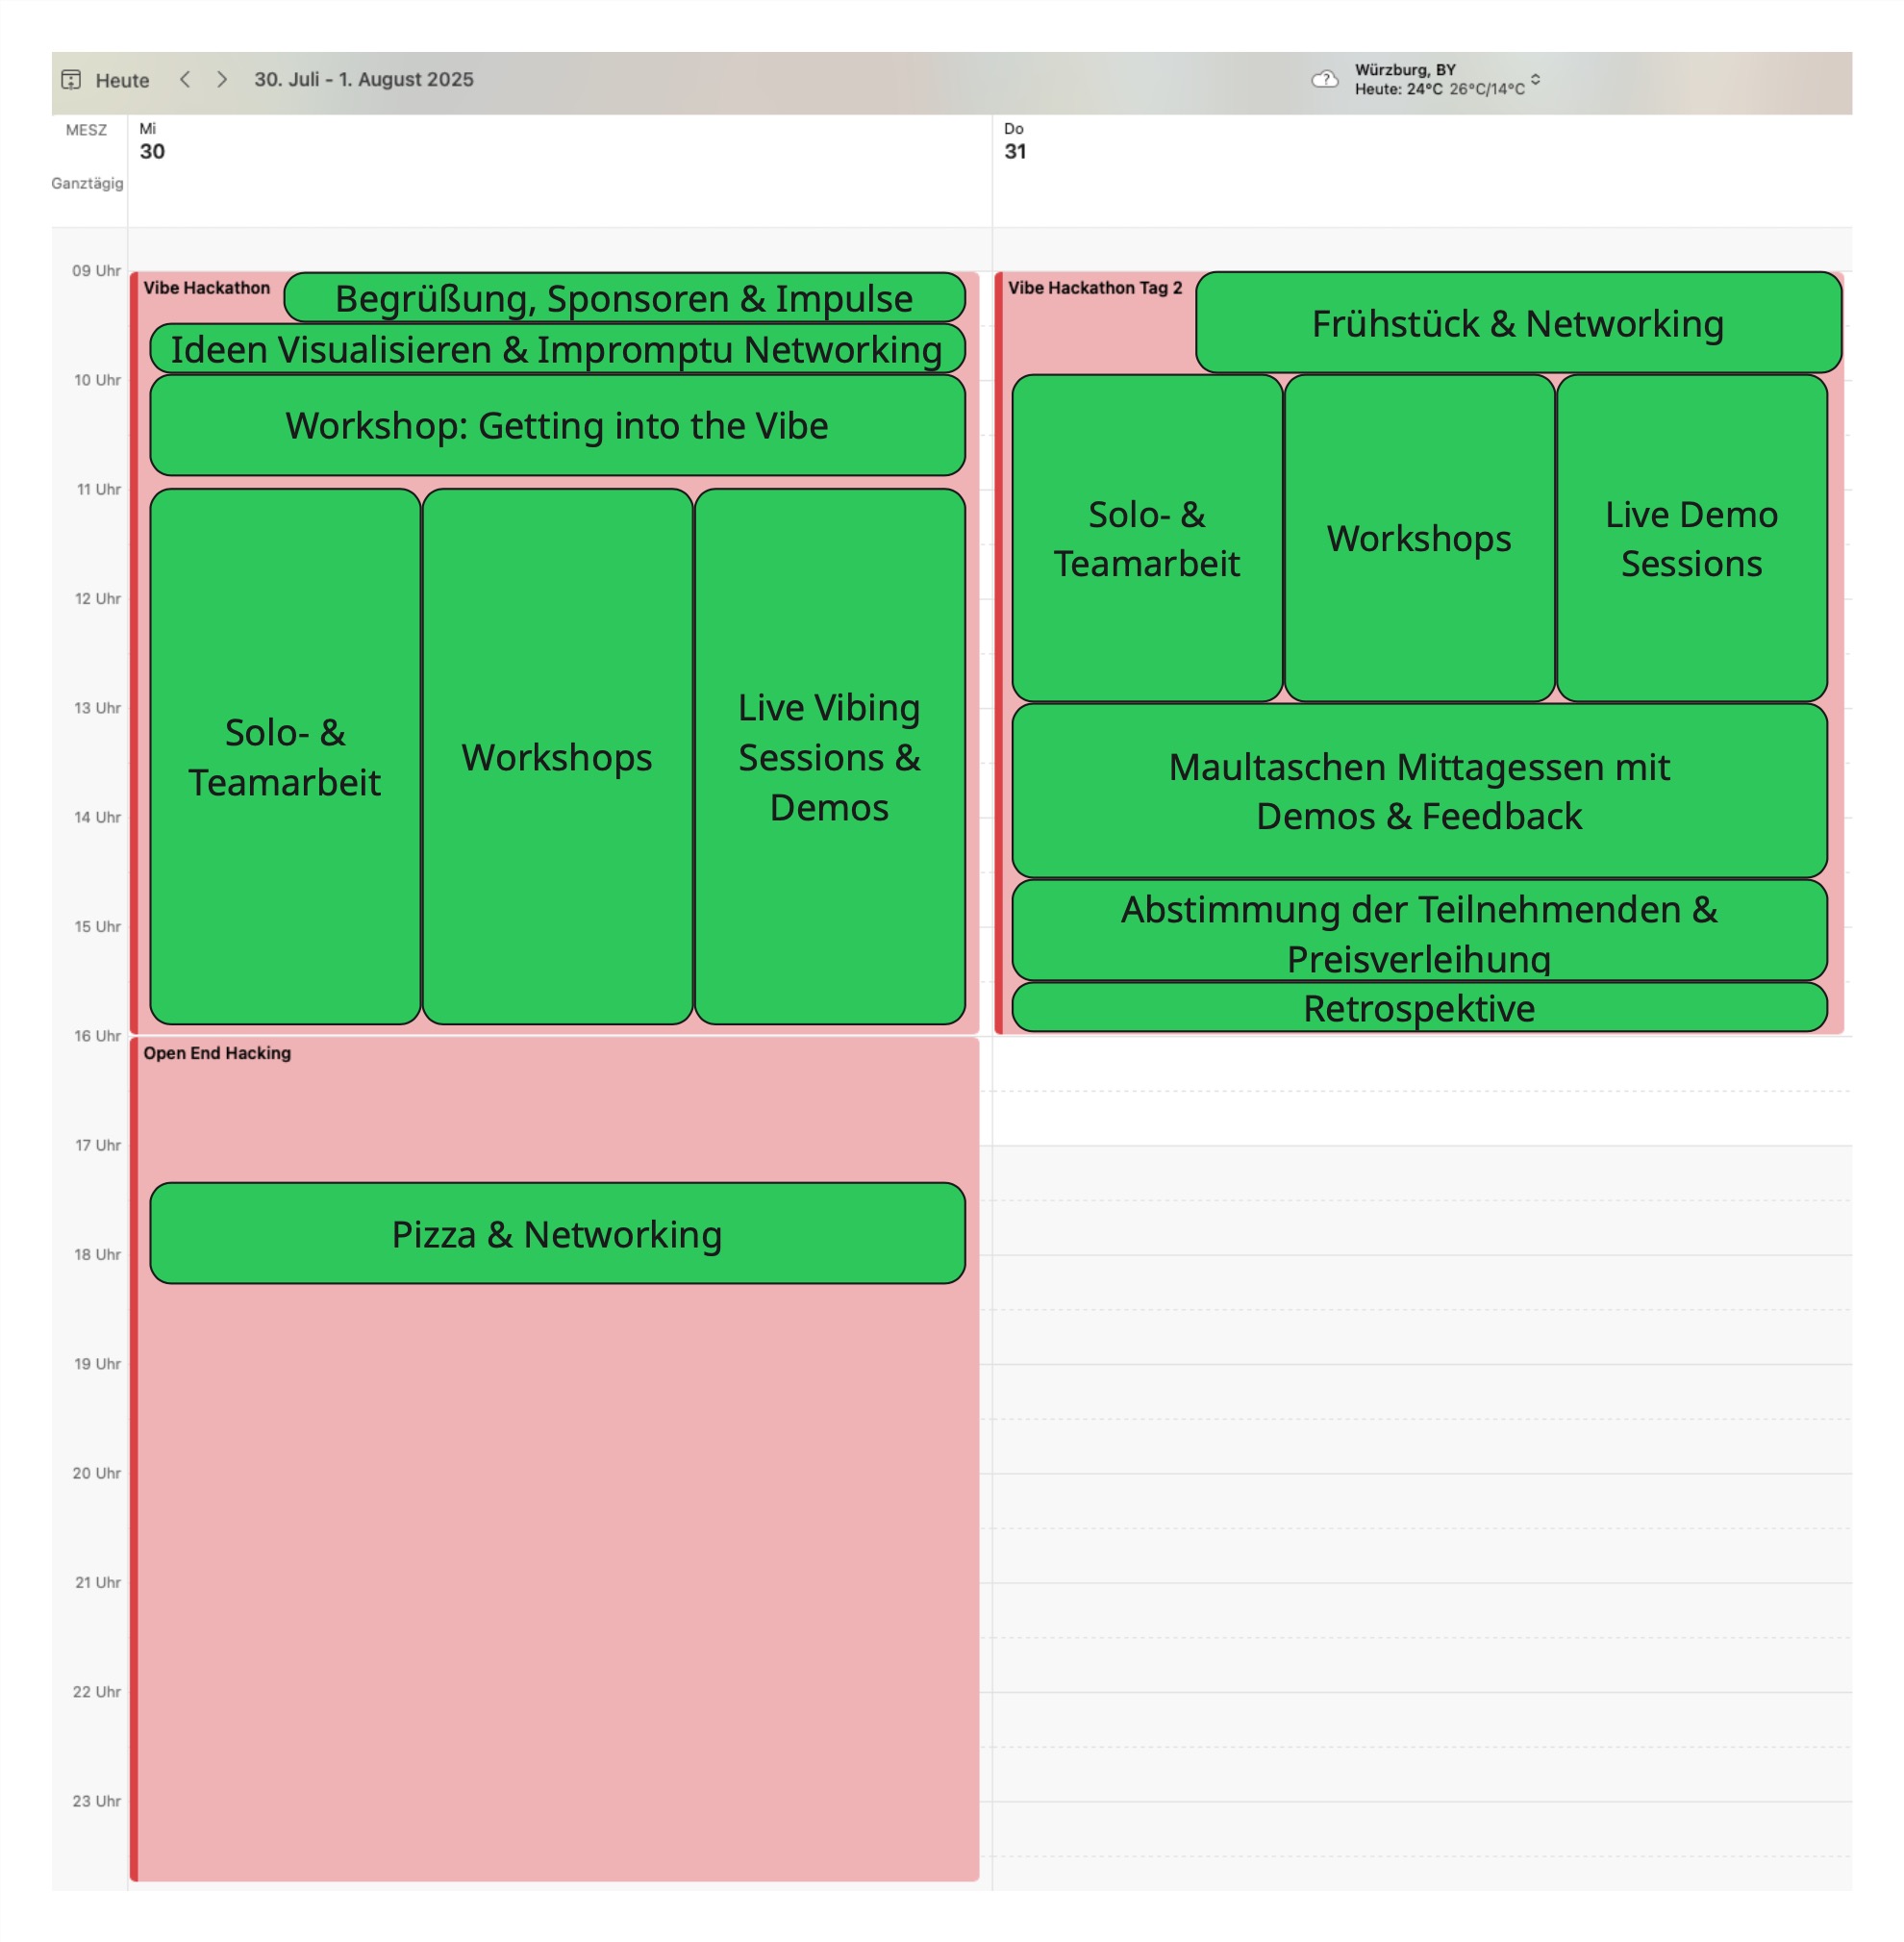 Heute
30. Juli - 1. August 2025
Würzburg, BY
Heute: 24°C 26°C/14°C
MESZ
Mi
30
Do
31
Ganztägig
09 Uhr
10 Uhr
11 Uhr
12 Uhr
13 Uhr
14 Uhr
15 Uhr
16 Uhr
17 Uhr
18 Uhr
19 Uhr
20 Uhr
21 Uhr
22 Uhr
23 Uhr
Vibe Hackathon
Begrüßung, Sponsoren & Impulse
Ideen Visualisieren & Impromptu Networking
Workshop: Getting into the Vibe
Solo- &
Teamarbeit
Workshops
Live Vibing
Sessions &
Demos
Open End Hacking
Pizza & Networking
Vibe Hackathon Tag 2
Frühstück & Networking
Solo- &
Teamarbeit
Workshops
Live Demo
Sessions
Maultaschen Mittagessen mit
Demos & Feedback
Abstimmung der Teilnehmenden &
Preisverleihung
Retrospektive